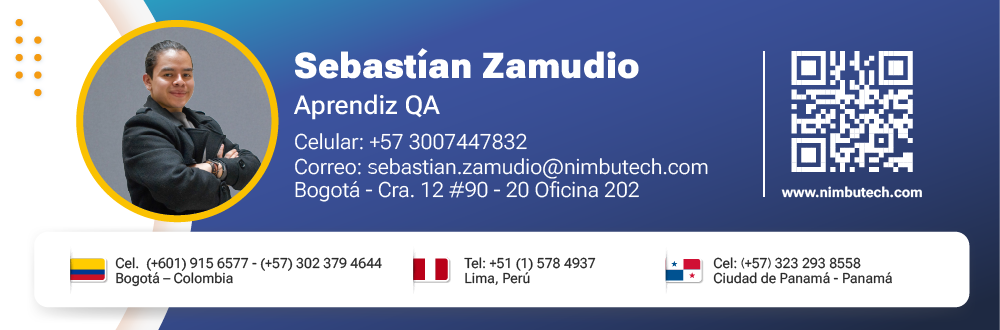 Sebastían Zamudio
Aprendiz QA
Celular: +57 3007447832
Correo: sebastian.zamudio@nimbutech.com
Bogotá - Cra. 12 #90 - 20 Oficina 202
www.nimbutech.com
Cel. (+601) 915 6577 - (+57) 302 379 4644
Bogotá – Colombia
Tel: +51 (1) 578 4937
Lima, Perú
Cel: (+57) 323 293 8558
Ciudad de Panamá - Panamá